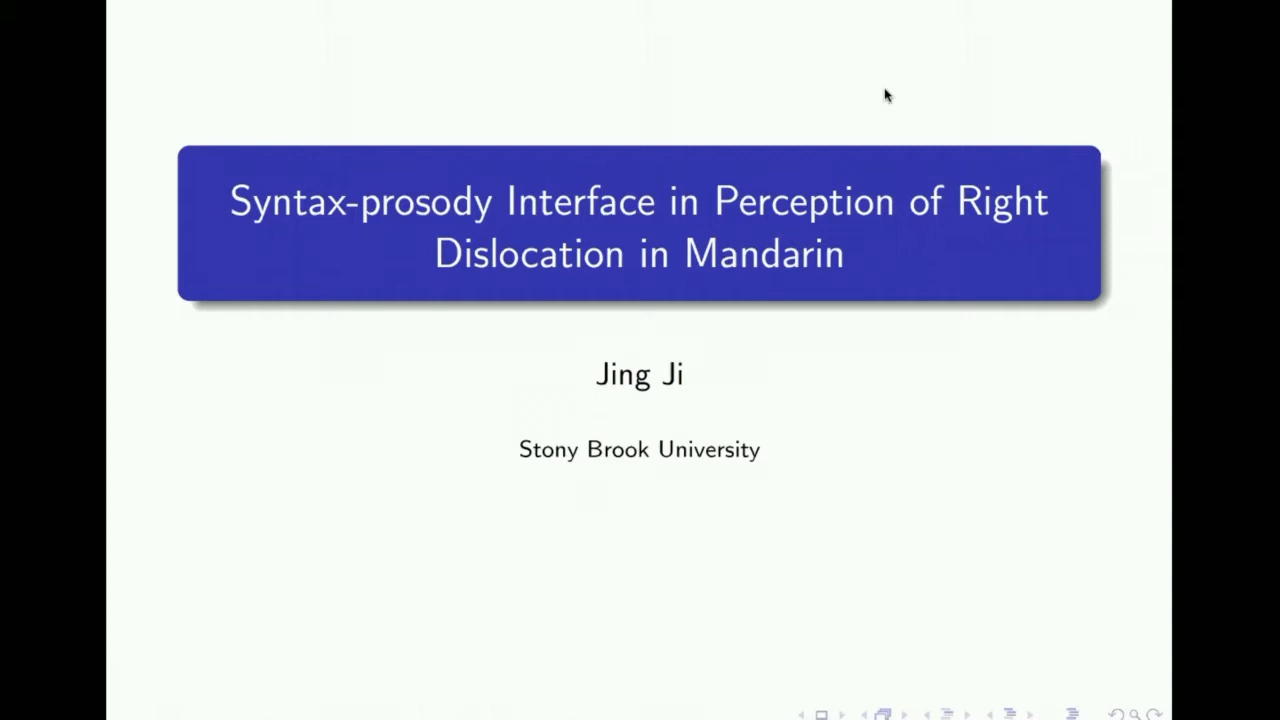 Syntax-prosody Interface in Perception of Right
Dislocation in Mandarin
Jing Ji
Stony Brook University